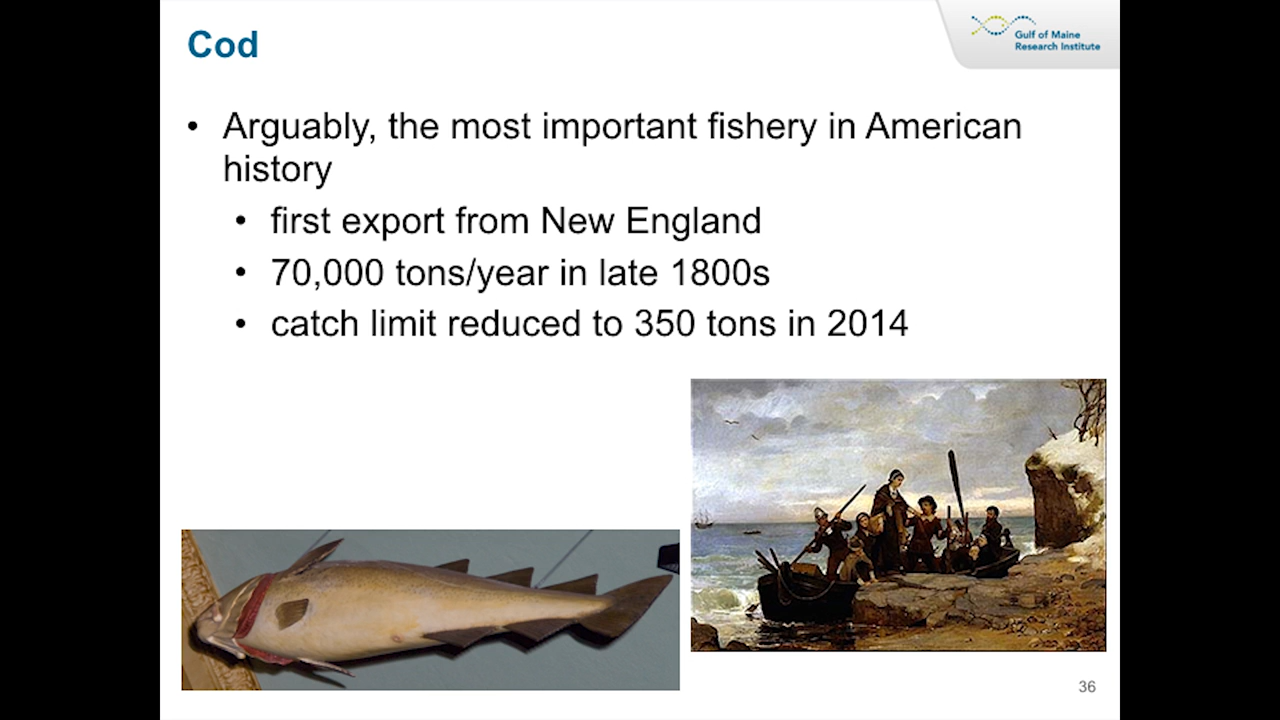 Cod
Gulf of Maine
Research Institute
• Arguably, the most important fishery in American
history
• first export from New England
• 70,000 tons/year in late 1800s
• catch limit reduced to 350 tons in 2014
36